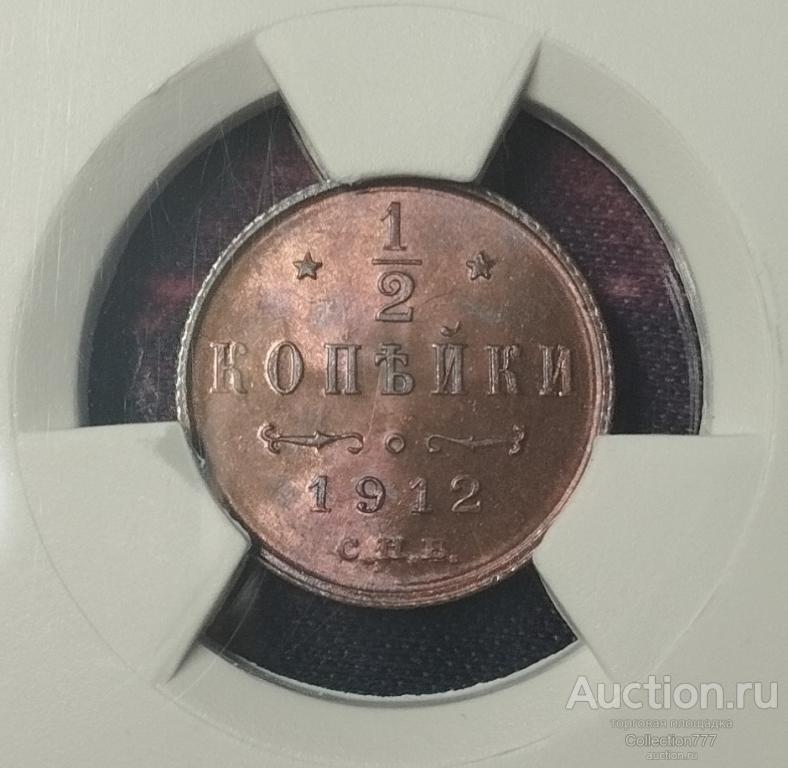 1
2
КОПѢЙКИ
1912
С.П.Б.
Auction.ru
торговая площадка
Collection777
auction.ru